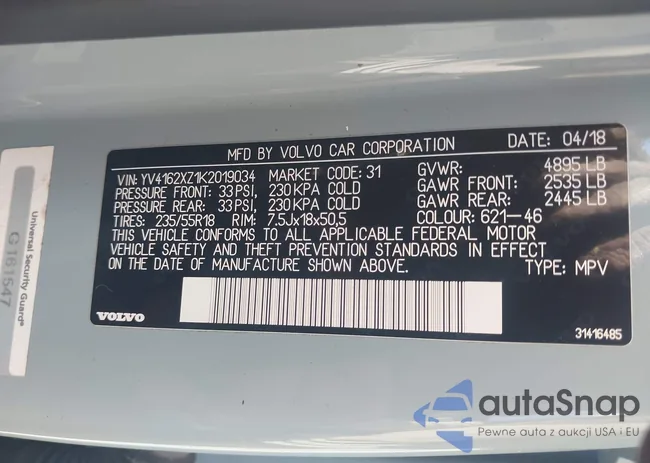 MFD BY VOLVO CAR CORPORATION DATE: 04/18
VIN: YV4162XZ1K2019034 MARKET CODE: 31 GVWR: 4895 LB
PRESSURE FRONT: 33 PSI, 230 KPA COLD GAWR FRONT: 2535 LB
PRESSURE REAR: 33 PSI, 230 KPA COLD GAWR REAR: 2445 LB
TIRES: 235/55R18 RIM: 7.5Jx18x50,5 COLOUR: 621-46
THIS VEHICLE CONFORMS TO ALL APPLICABLE FEDERAL MOTOR
VEHICLE SAFETY AND THEFT PREVENTION STANDARDS IN EFFECT
ON THE DATE OF MANUFACTURE SHOWN ABOVE. TYPE: MPV
VOLVO
31416485
Universal Security Guard®
GT81547
autaSnap
Pewne auta z aukcji USA i EU